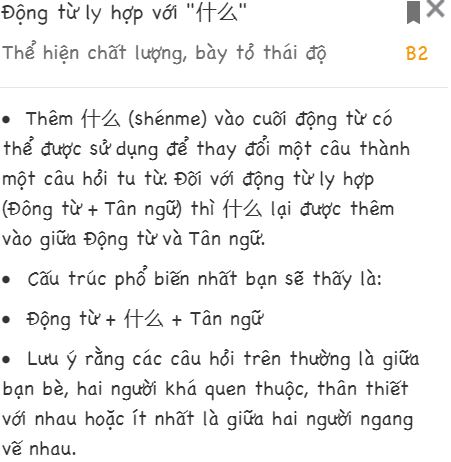 Động từ ly hợp với "什么"
Thể hiện chất lượng, bày tỏ thái độ B2
• Thêm 什么 (shénme) vào cuối động từ có
thể được sử dụng để thay đổi một câu thành
một câu hỏi tu từ. Đối với động từ ly hợp
(Đông từ + Tân ngữ) thì 什么 lại được thêm
vào giữa Động từ và Tân ngữ.
• Cấu trúc phổ biến nhất bạn sẽ thấy là:
• Động từ + 什么 + Tân ngữ
• Lưu ý rằng các câu hỏi trên thường là giữa
bạn bè, hai người khá quen thuộc, thân thiết
với nhau hoặc ít nhất là giữa hai người ngang
vế nhau.